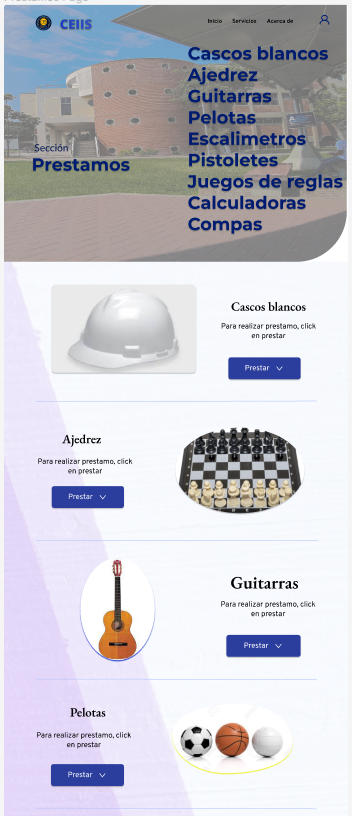 CEIIS
Inicio Servicios Acerca de
Cascos blancos
Ajedrez
Guitarras
Pelotas
Escalimetros
Pistoletes
Juegos de reglas
Calculadoras
Compas
Sección
Prestamos
Cascos blancos
Para realizar prestamo, click
en prestar
Prestar
Ajedrez
Para realizar prestamo, click
en prestar
Prestar
Guitarras
Para realizar prestamo, click
en prestar
Prestar
Pelotas
Para realizar prestamo, click
en prestar
Prestar